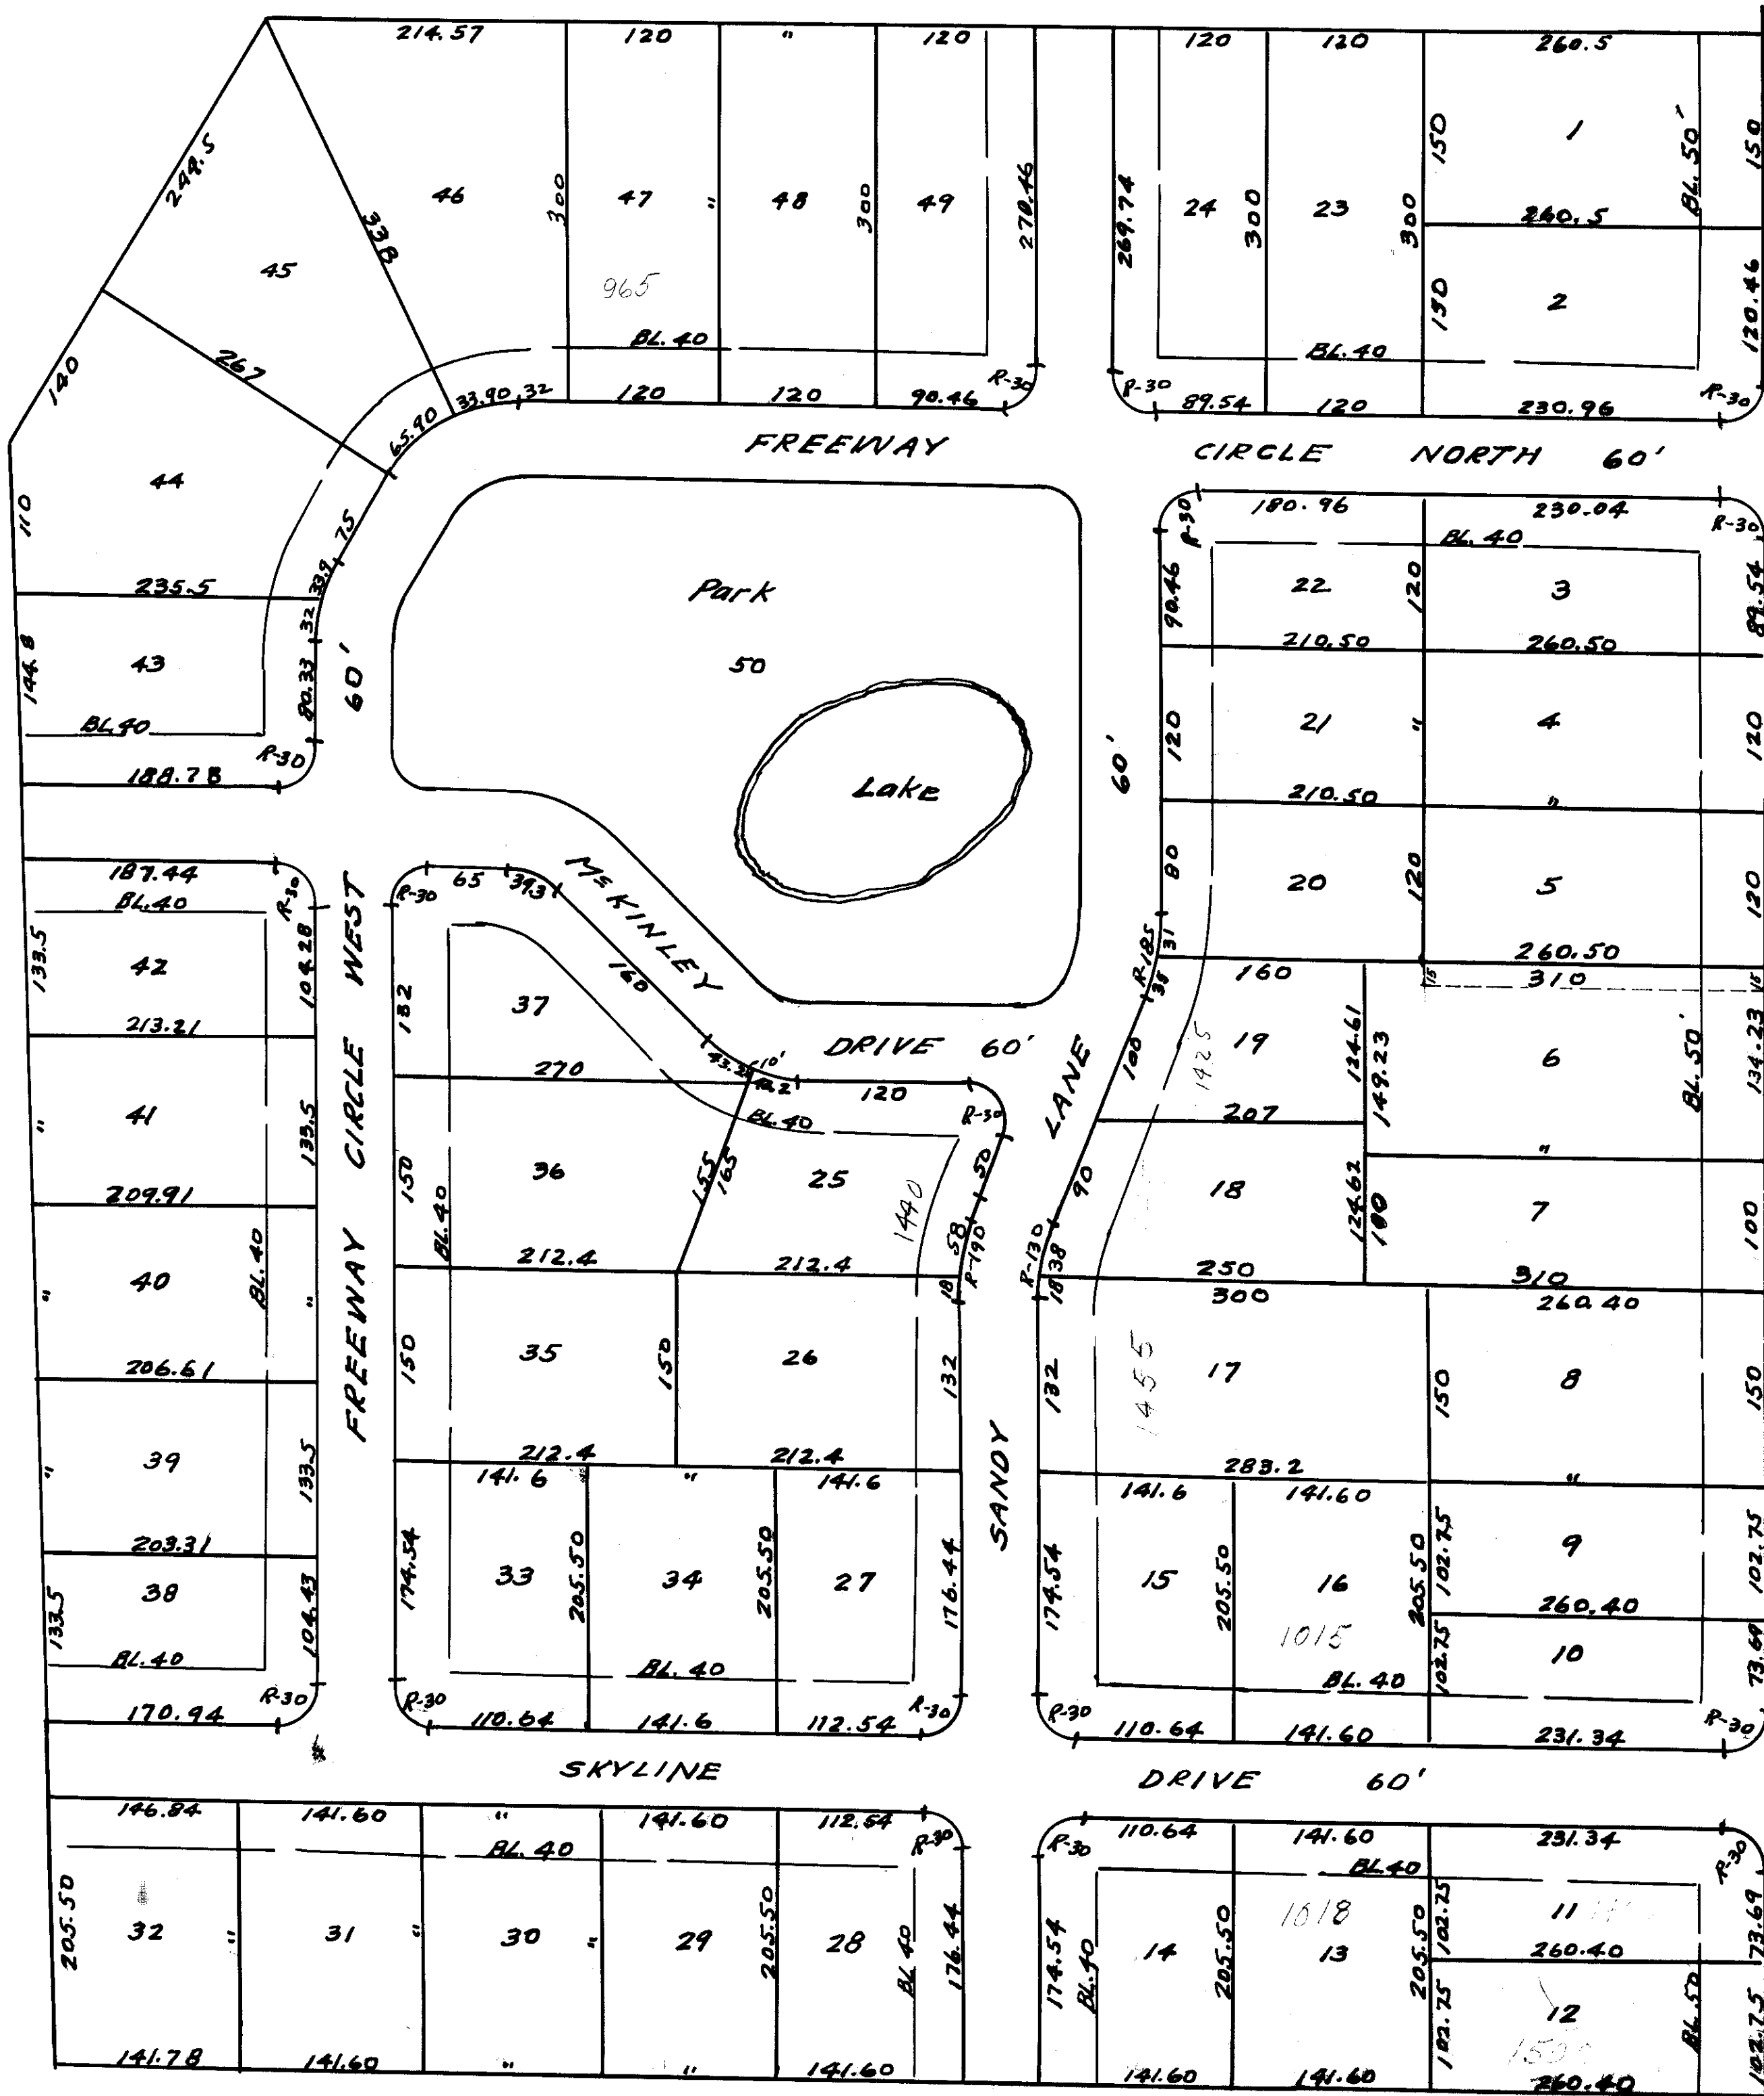 214.57 120 " 120 120 120 260.5
249.5 338 46 300 47 " 48 300 49 270.46 269.74 24 300 23 300 150 1 BL. 50' 150
45 965 260.5
150 2 120.46
BL. 40 BL. 40
140 267 65.90 33.90 32 120 120 90.46 R-30 R-30 89.54 120 230.96 R-30
FREEWAY CIRCLE NORTH 60'
44 110 75 33.9 32
R-30 180.96 230.04 R-30
BL. 40
235.5 Park 90.46 22 120 3 89.54
144.8 43 80.33 60' 50 210.50 260.50
BL. 40 R-30 120 21 " 4 120
188.78 Lake 60' 210.50 "
187.44 R-30 R-30 65 39.3 McKINLEY 80 20 120 5 120
BL. 40
133.5 42 104.28 132 37 160 R-185 31 260.50
213.21 38 160 15 310 15
DRIVE 60' 100 19 1425 124.61 149.23 6 BL. 50' 134.23
270 43.2 10' 120 LANE
" 41 133.5 BL. 40 R-30 207 "
FREEWAY CIRCLE WEST
150 36 155 165 25 50 90 18 124.62 100 7 100
209.91 BL. 40 1440 58 R-190 R-130 38
212.4 212.4 18 18 250 310
" 40 BL. 40 " 300 260.40
150 35 150 26 132 132 17 1455 150 8 150
206.61
212.4 212.4 SANDY 283.2 "
" 39 133.5 141.6 " 141.6 141.6 141.60
203.31 174.54 33 205.50 34 205.50 27 176.44 174.54 15 205.50 16 205.50 102.75 9 102.75
133.5 38 104.43 1015 260.40
102.75 10 73.69
BL. 40 BL. 40 BL. 40
R-30 R-30 R-30 R-30 R-30
170.94 110.64 141.6 112.54 110.64 141.60 231.34
SKYLINE DRIVE 60'
146.84 141.60 " 141.60 112.54 R-30 R-30 110.64 141.60 231.34 R-30
BL. 40 BL. 40
205.50 32 " 31 " 30 " 29 205.50 28 BL. 40 176.44 174.54 BL. 40 14 205.50 1018 13 205.50 102.75 11 73.69
260.40
102.75 12 BL. 50 102.75
141.78 141.60 " " 141.60 141.60 141.60 260.40